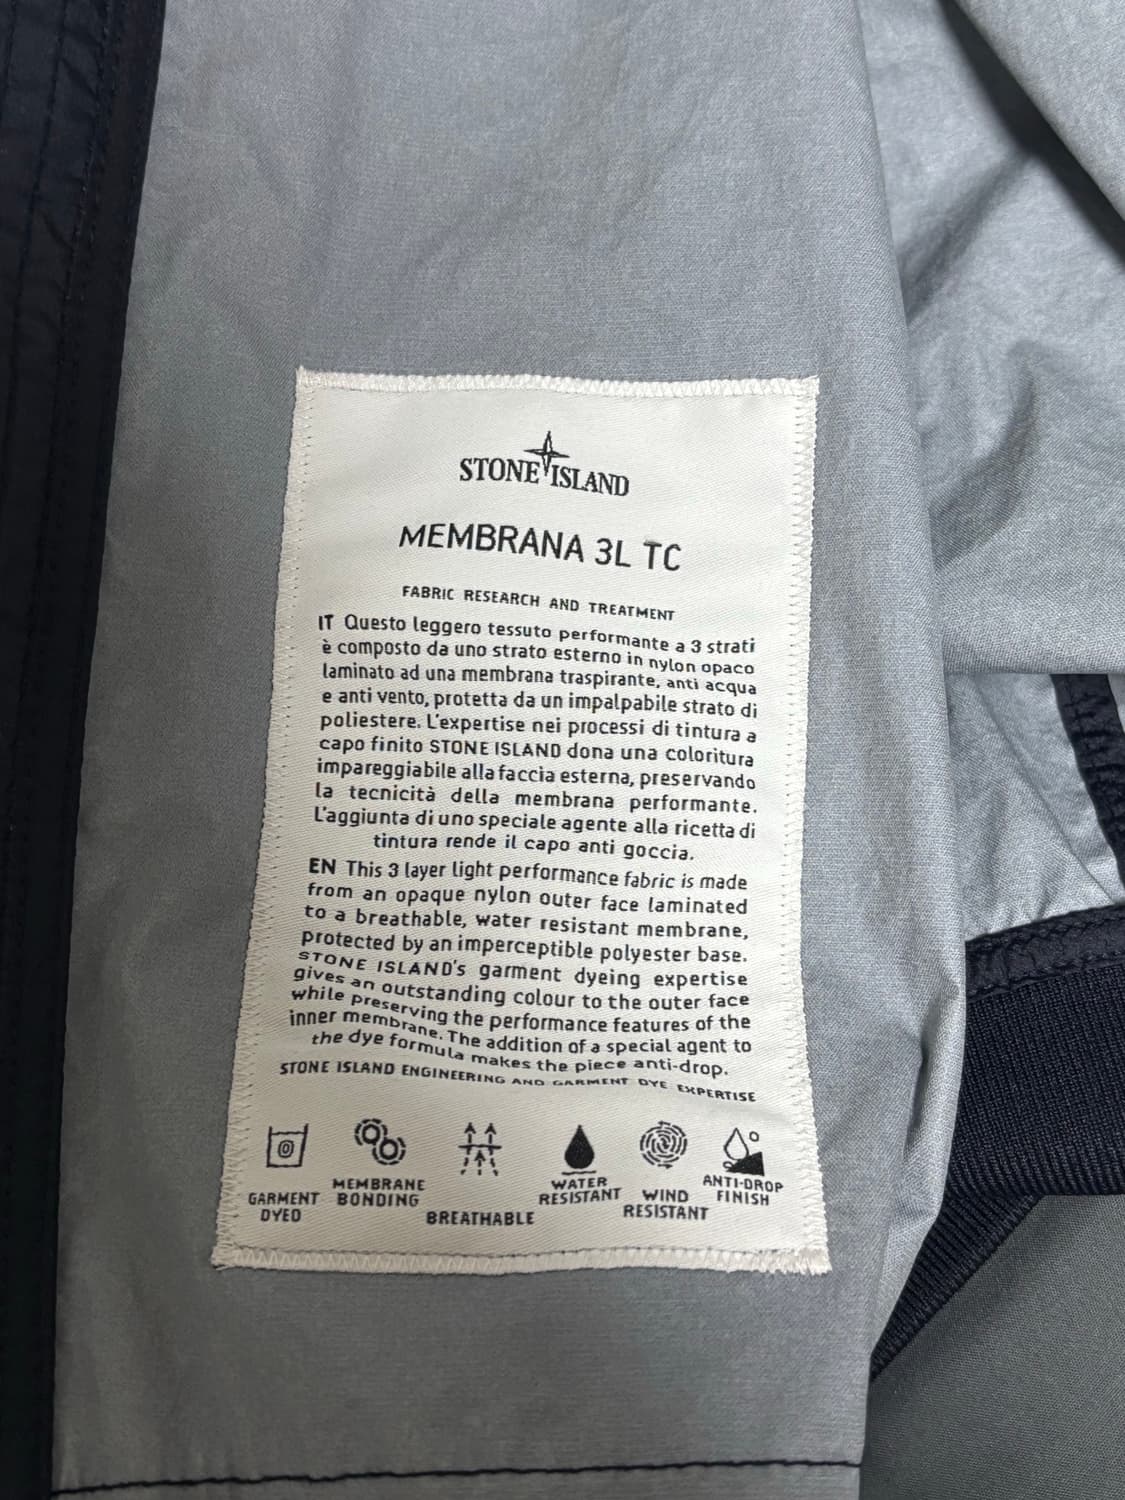 STONE ISLAND
MEMBRANA 3L TC
FABRIC RESEARCH AND TREATMENT
IT Questo leggero tessuto performante a 3 strati
è composto da uno strato esterno in nylon opaco
laminato ad una membrana traspirante, anti acqua
e anti vento, protetta da un impalpabile strato di
poliestere. L'expertise nei processi di tintura a
capo finito STONE ISLAND dona una coloritura
impareggiabile alla faccia esterna, preservando
la tecnicità della membrana performante.
L'aggiunta di uno speciale agente alla ricetta di
tintura rende il capo anti goccia.
EN This 3 layer light performance fabric is made
from an opaque nylon outer face laminated
to a breathable, water resistant membrane,
protected by an imperceptible polyester base.
STONE ISLAND's garment dyeing expertise
gives an outstanding colour to the outer face
while preserving the performance features of the
inner membrane. The addition of a special agent to
the dye formula makes the piece anti-drop.
STONE ISLAND ENGINEERING AND GARMENT DYE EXPERTISE
GARMENT
DYED
MEMBRANE
BONDING
BREATHABLE
WATER
RESISTANT
WIND
RESISTANT
ANTI-DROP
FINISH